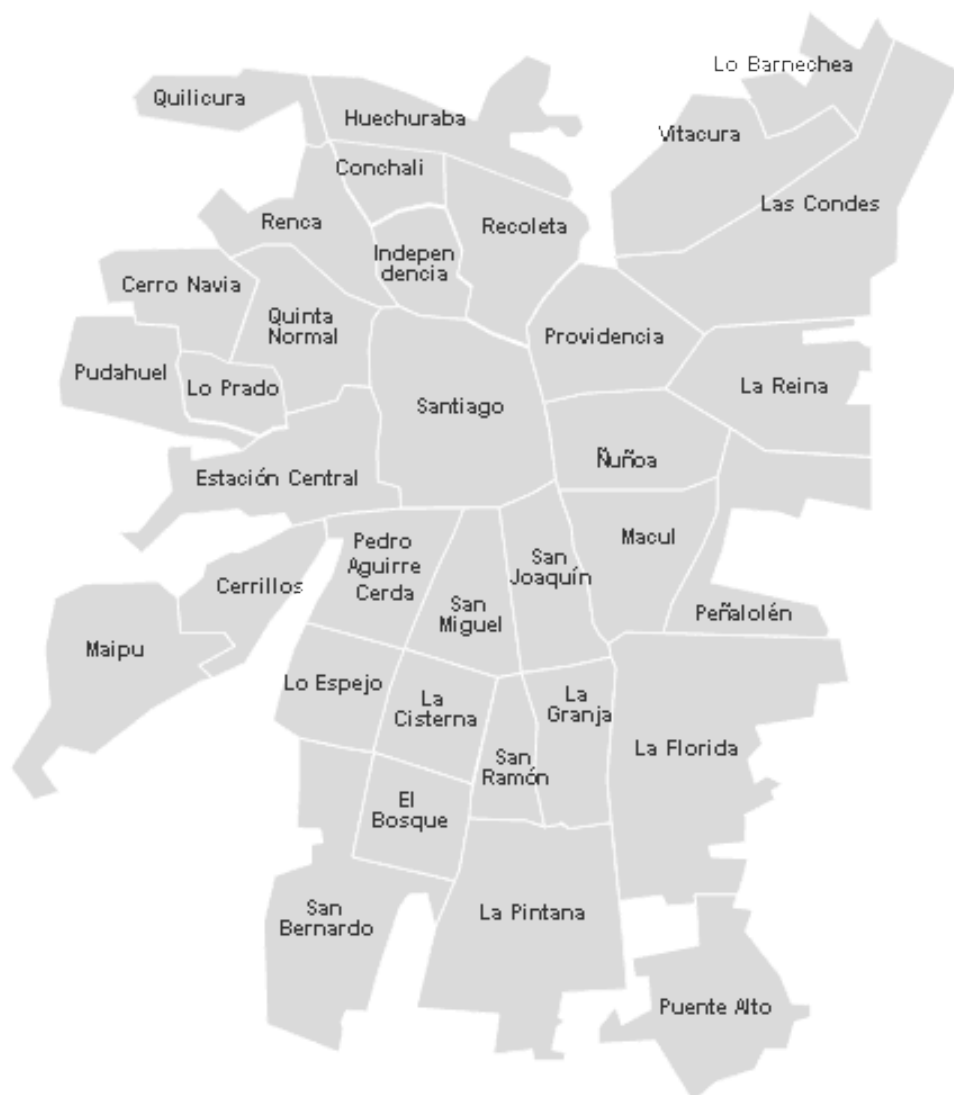 Lo Barnechea
Quilicura
Huechuraba
Vitacura
Conchali
Las Condes
Renca
Recoleta
Indepen
dencia
Cerro Navia
Quinta
Normal
Providencia
Pudahuel
Lo Prado
La Reina
Santiago
Ñuñoa
Estación Central
Macul
Pedro
Aguirre
Cerda
San
Joaquín
Cerrillos
San
Miguel
Peñalolén
Maipu
Lo Espejo
La
Cisterna
La
Granja
La Florida
San
Ramón
El
Bosque
San
Bernardo
La Pintana
Puente Alto